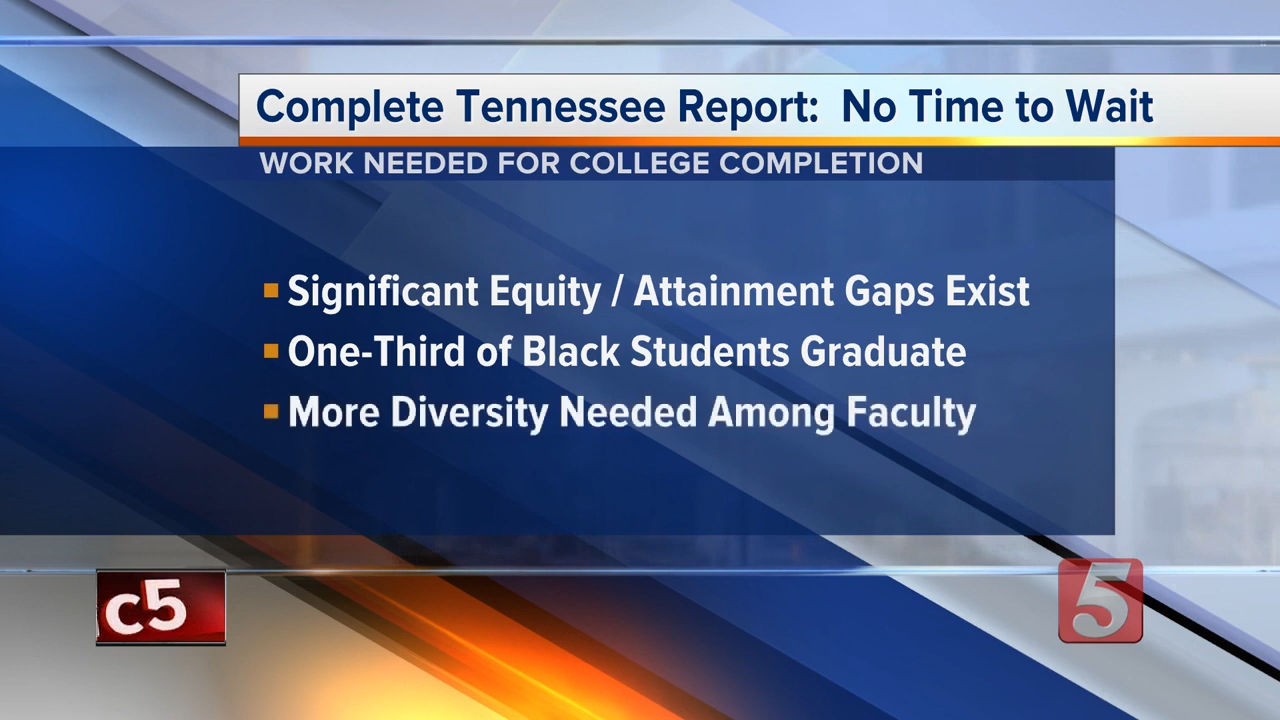 Complete Tennessee Report: No Time to Wait
WORK NEEDED FOR COLLEGE COMPLETION
Significant Equity / Attainment Gaps Exist
One-Third of Black Students Graduate
More Diversity Needed Among Faculty
c5
5